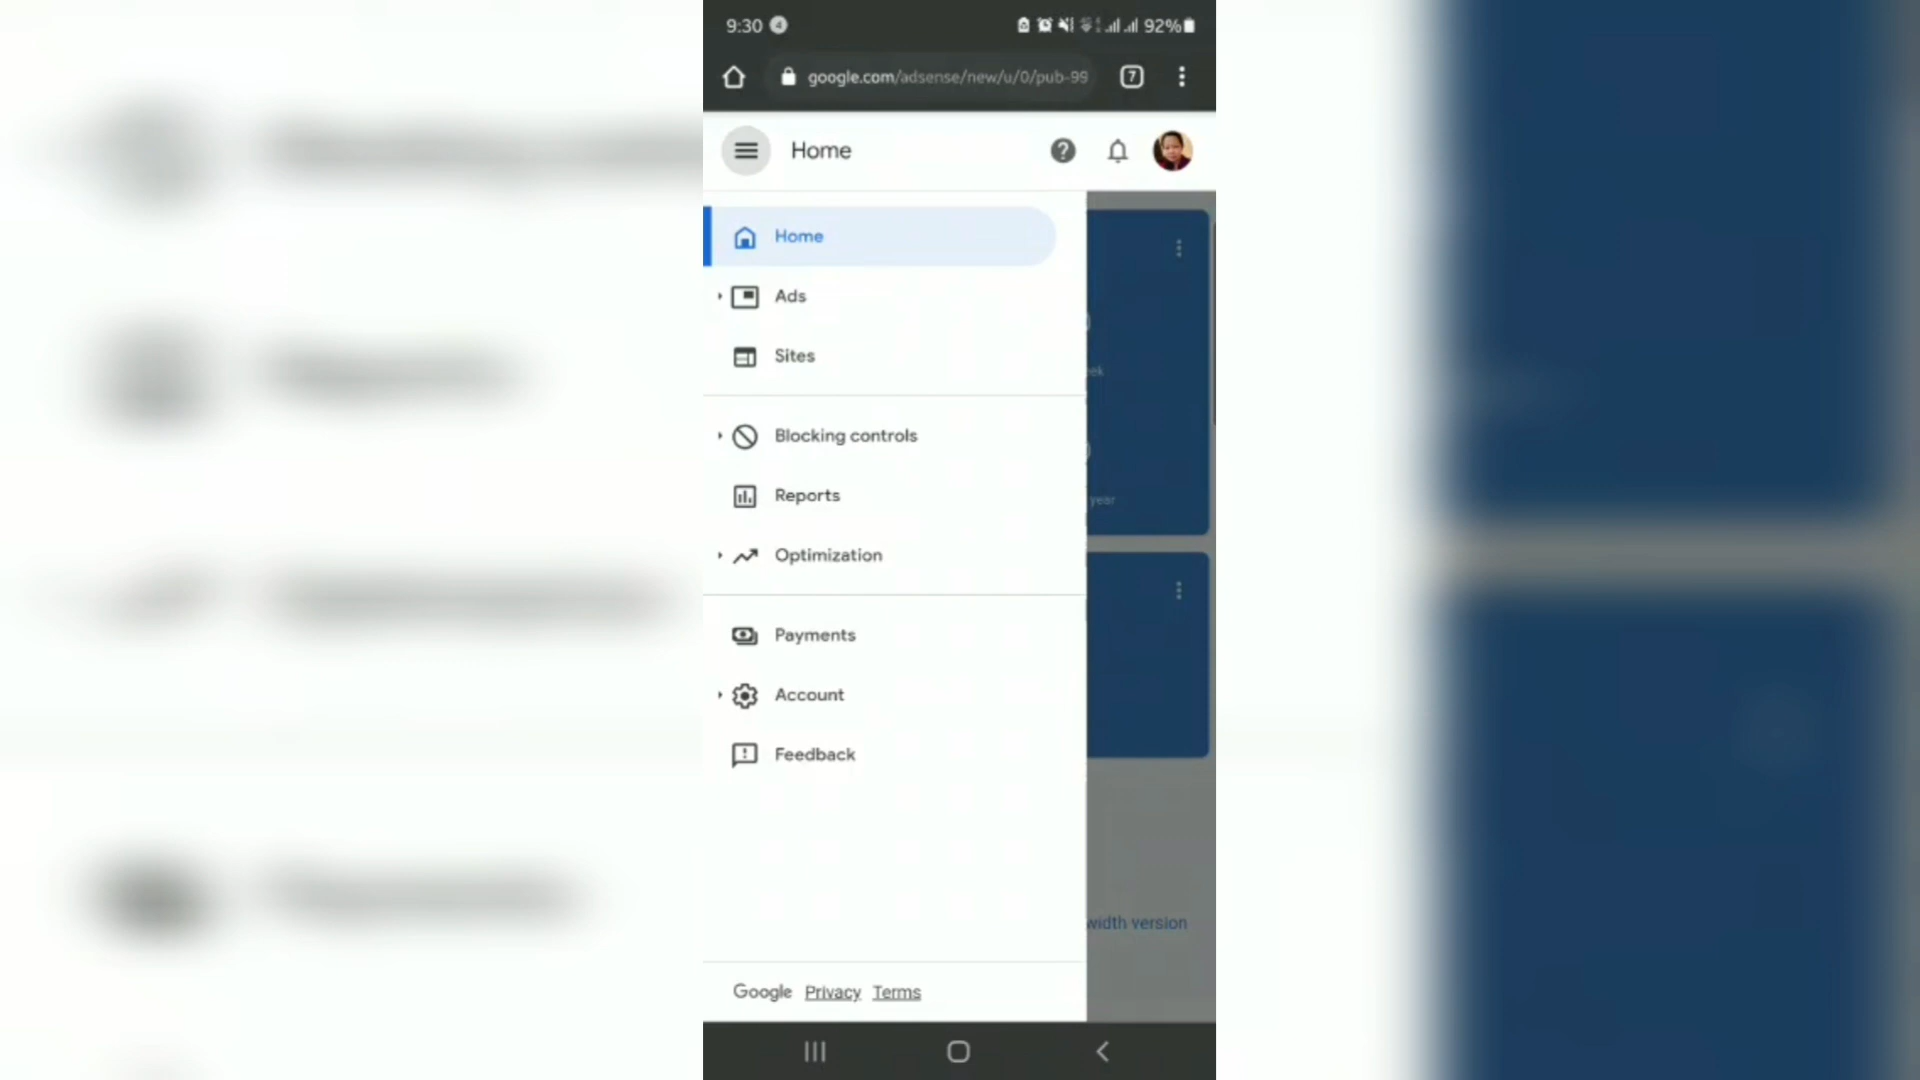 9:30 4 92%
google.com/adsense/new/u/0/pub-99 7
Home
Home
Ads
Sites
Blocking controls
year
Reports
Optimization
Payments
Account
Feedback
width version
Google Privacy Terms